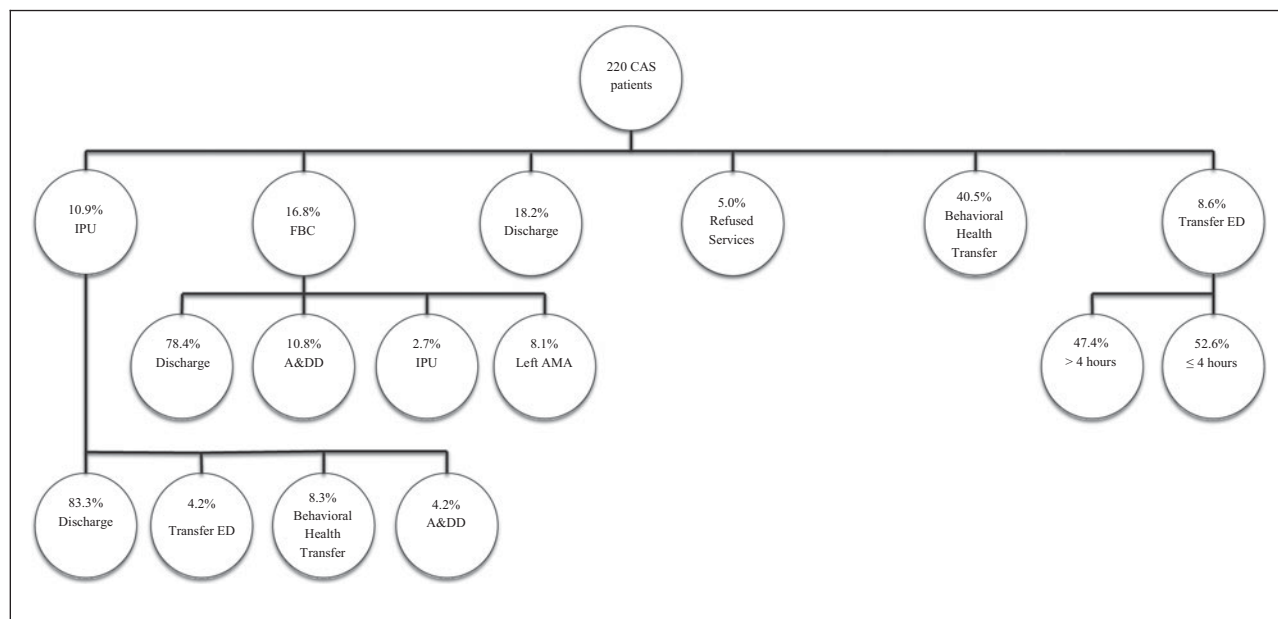 220 CAS
patients
10.9%
IPU
16.8%
FBC
18.2%
Discharge
5.0%
Refused
Services
40.5%
Behavioral
Health
Transfer
8.6%
Transfer ED
78.4%
Discharge
10.8%
A&DD
2.7%
IPU
8.1%
Left AMA
47.4%
> 4 hours
52.6%
≤ 4 hours
83.3%
Discharge
4.2%
Transfer ED
8.3%
Behavioral
Health
Transfer
4.2%
A&DD